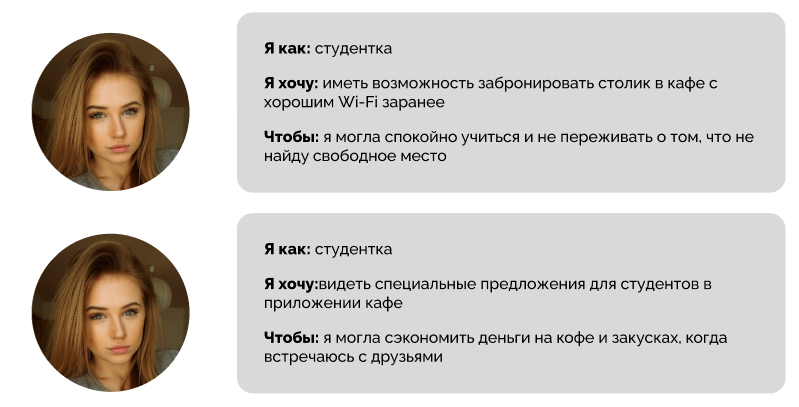 Я как: студентка
Я хочу: иметь возможность забронировать столик в кафе с
хорошим Wi-Fi заранее
Чтобы: я могла спокойно учиться и не переживать о том, что не
найду свободное место
Я как: студентка
Я хочу:видеть специальные предложения для студентов в
приложении кафе
Чтобы: я могла сэкономить деньги на кофе и закусках, когда
встречаюсь с друзьями